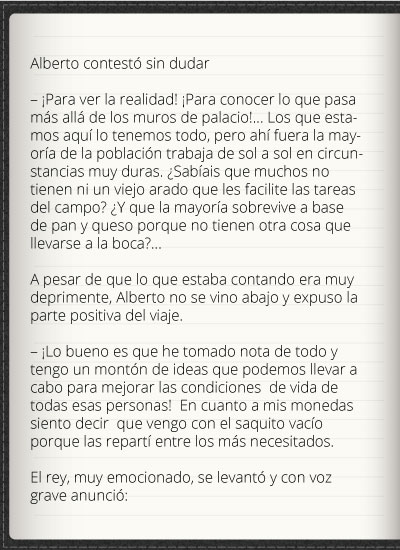 Alberto contestó sin dudar
– ¡Para ver la realidad! ¡Para conocer lo que pasa
más allá de los muros de palacio!... Los que esta-
mos aquí lo tenemos todo, pero ahí fuera la may-
oría de la población trabaja de sol a sol en circun-
stancias muy duras. ¿Sabíais que muchos no
tienen ni un viejo arado que les facilite las tareas
del campo? ¿Y que la mayoría sobrevive a base
de pan y queso porque no tienen otra cosa que
llevarse a la boca?...
A pesar de que lo que estaba contando era muy
deprimente, Alberto no se vino abajo y expuso la
parte positiva del viaje.
– ¡Lo bueno es que he tomado nota de todo y
tengo un montón de ideas que podemos llevar a
cabo para mejorar las condiciones  de vida de
todas esas personas!  En cuanto a mis monedas
siento decir  que vengo con el saquito vacío
porque las repartí entre los más necesitados.
El rey, muy emocionado, se levantó y con voz
grave anunció: